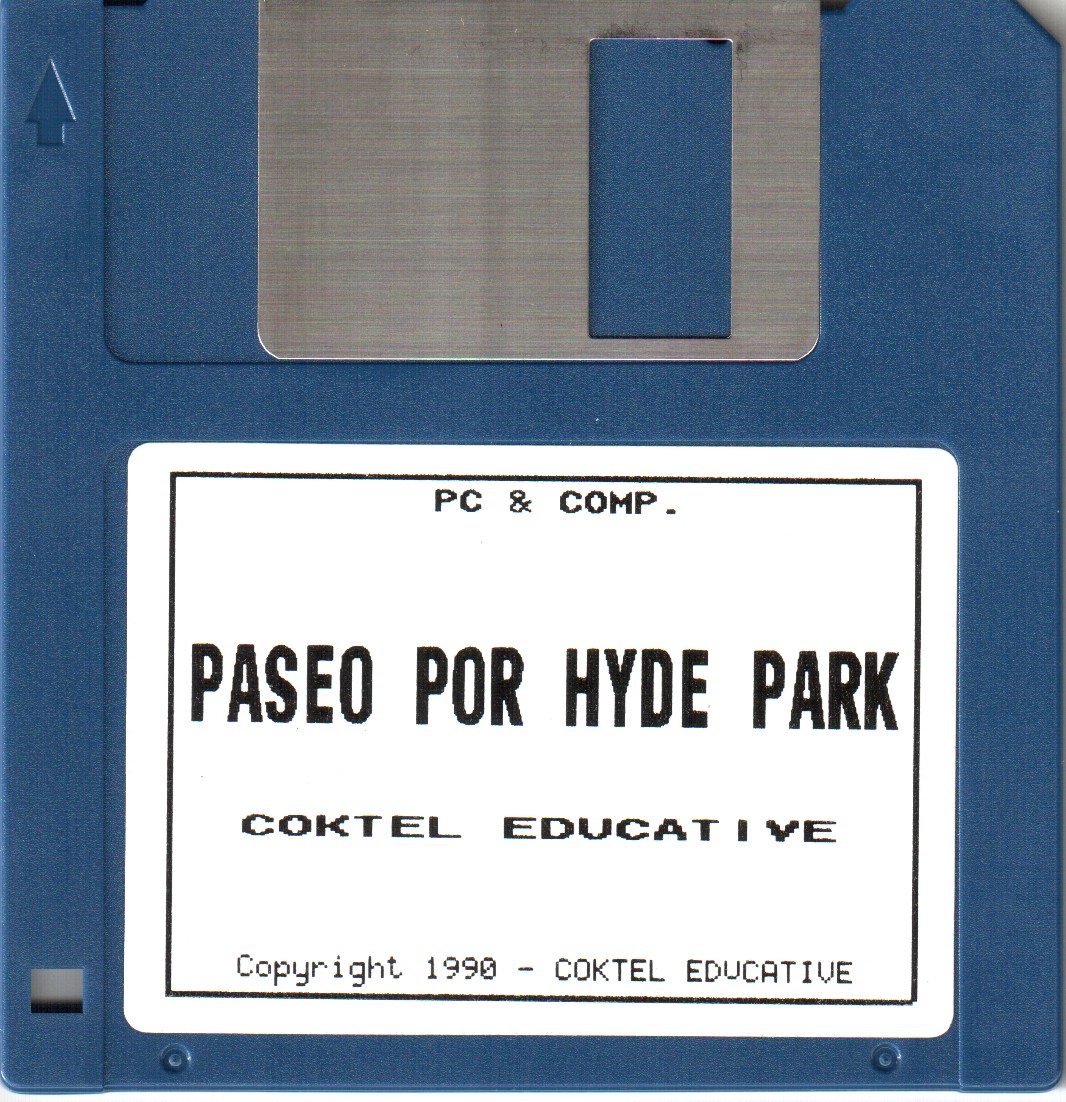 PC & COMP.
PASEO POR HYDE PARK
COKTEL EDUCATIVE
Copyright 1990 - COKTEL EDUCATIVE